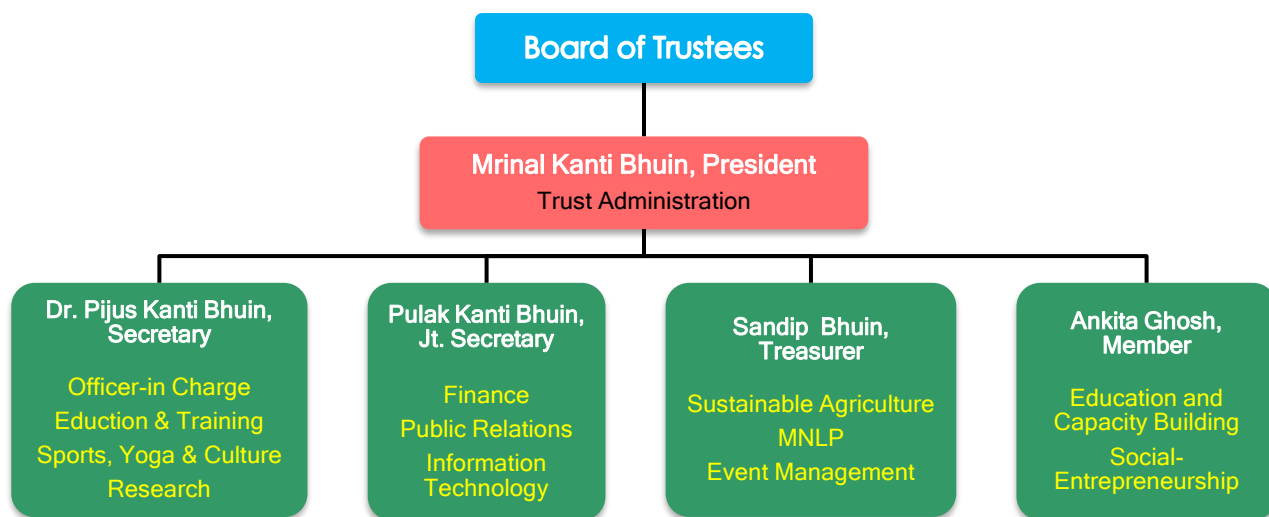 Board of Trustees
Mrinal Kanti Bhuin, President
Trust Administration
Dr. Pijus Kanti Bhuin,
Secretary
Officer-in Charge
Eduction & Training
Sports, Yoga & Culture
Research
Pulak Kanti Bhuin,
Jt. Secretary
Finance
Public Relations
Information
Technology
Sandip Bhuin,
Treasurer
Sustainable Agriculture
MNLP
Event Management
Ankita Ghosh,
Member
Education and
Capacity Building
Social-
Entrepreneurship